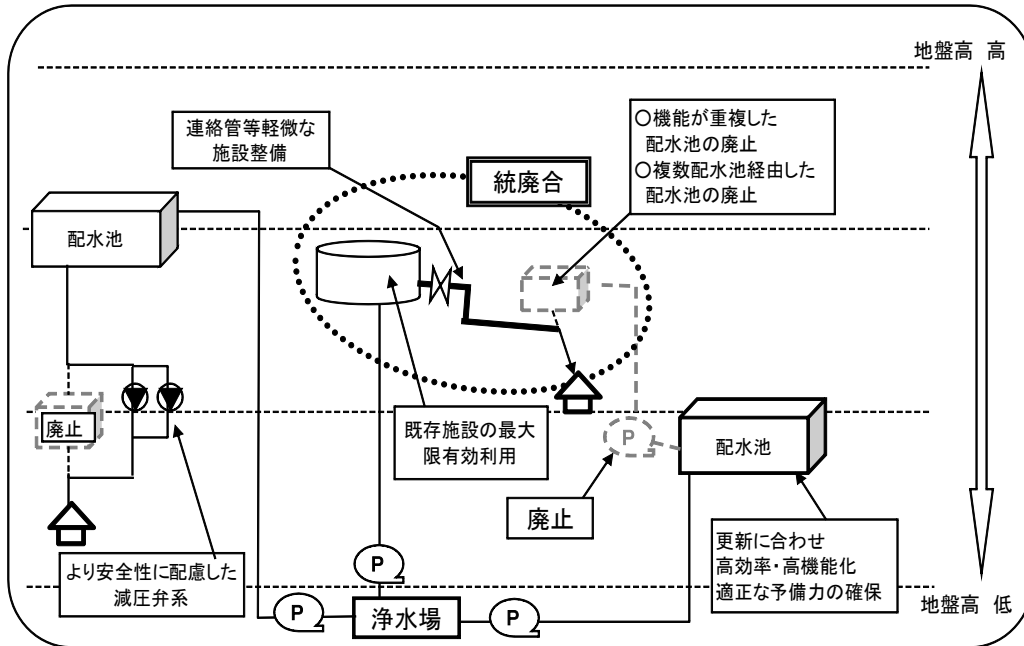 地盤高 高
連絡管等軽微な
施設整備
○機能が重複した
配水池の廃止
○複数配水池経由した
配水池の廃止
統廃合
配水池
廃止
既存施設の最大
限有効利用
P
配水池
廃止
より安全性に配慮した
減圧弁系
P
更新に合わせ
高効率・高機能化
適正な予備力の確保
地盤高 低
P
浄水場
P